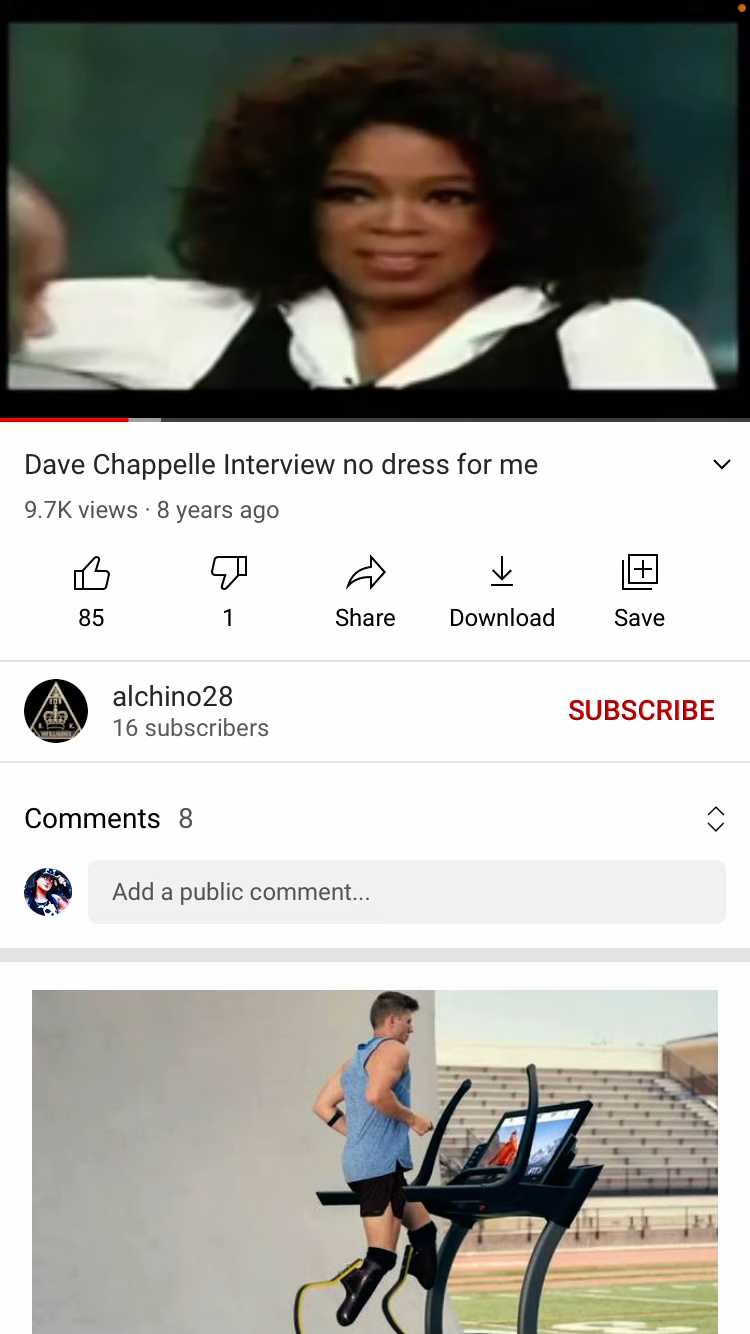 Dave Chappelle Interview no dress for me
9.7K views · 8 years ago
85
1
Share
Download
Save
alchino28
16 subscribers
SUBSCRIBE
Comments 8
Add a public comment...